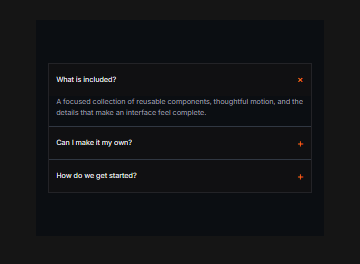 What is included?
A focused collection of reusable components, thoughtful motion, and the
details that make an interface feel complete.
Can I make it my own?
How do we get started?